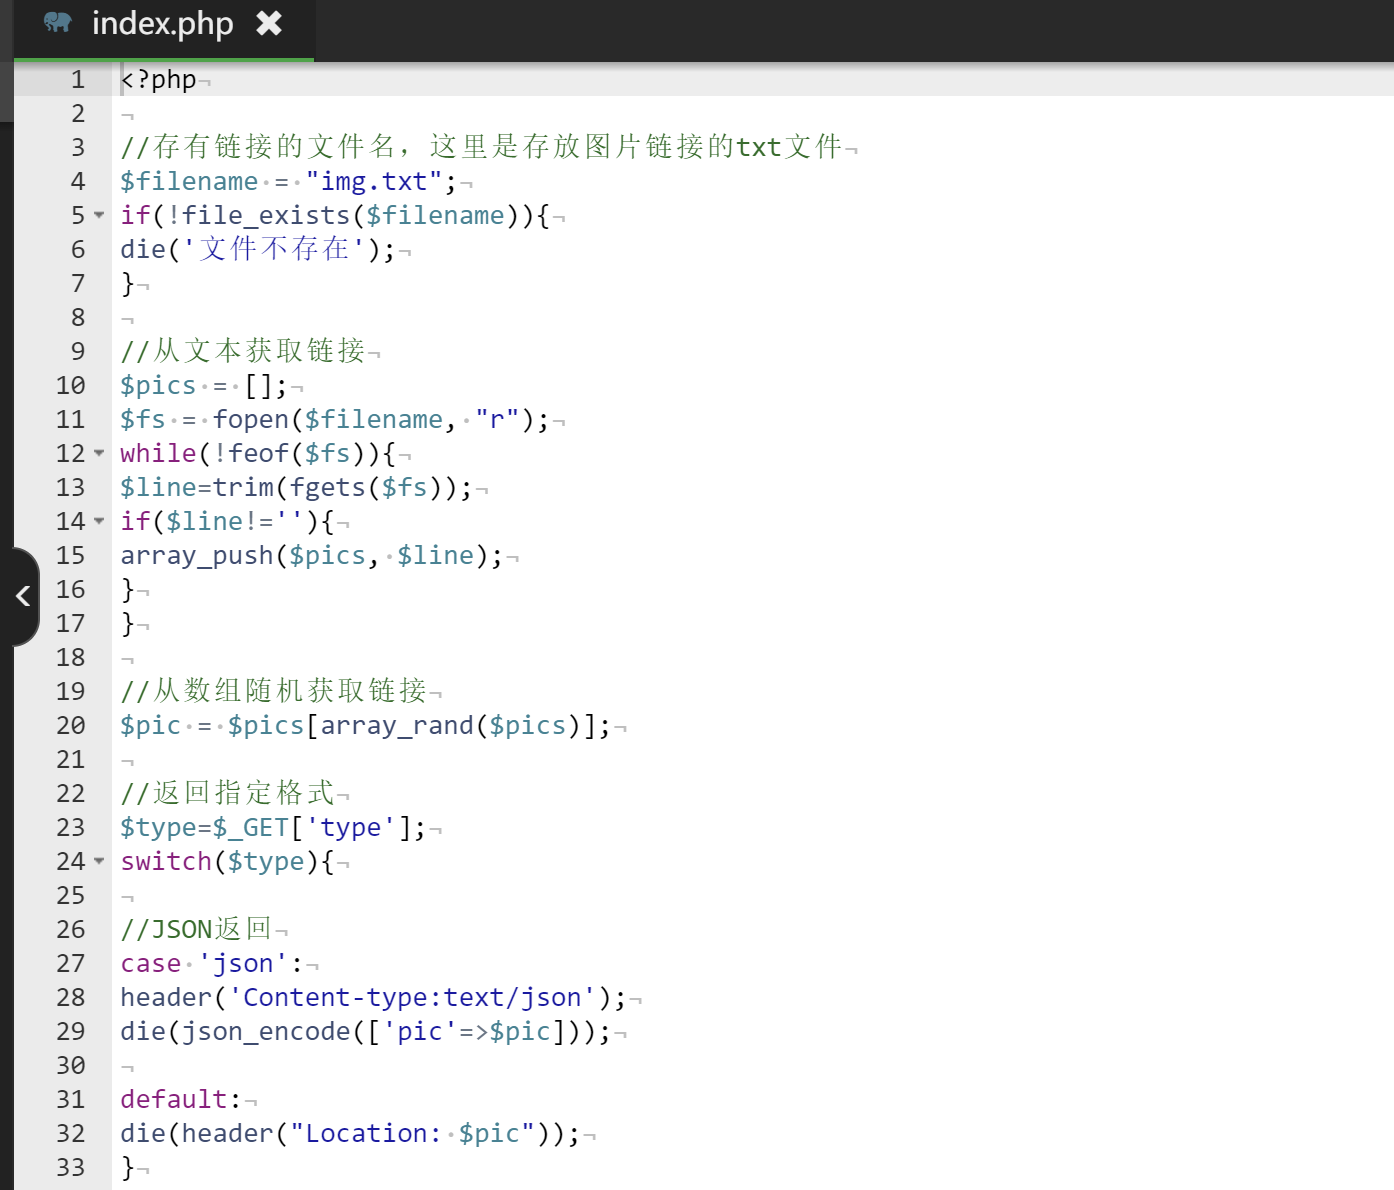 index.php
1 <?php
2
3 //存有链接的文件名，这里是存放图片链接的txt文件
4 $filename = "img.txt";
5 if(!file_exists($filename)){
6 die('文件不存在');
7 }
8
9 //从文本获取链接
10 $pics = [];
11 $fs = fopen($filename, "r");
12 while(!feof($fs)){
13 $line=trim(fgets($fs));
14 if($line!=''){
15 array_push($pics, $line);
16 }
17 }
18
19 //从数组随机获取链接
20 $pic = $pics[array_rand($pics)];
21
22 //返回指定格式
23 $type=$_GET['type'];
24 switch($type){
25
26 //JSON返回
27 case 'json':
28 header('Content-type:text/json');
29 die(json_encode(['pic'=>$pic]));
30
31 default:
32 die(header("Location: $pic"));
33 }